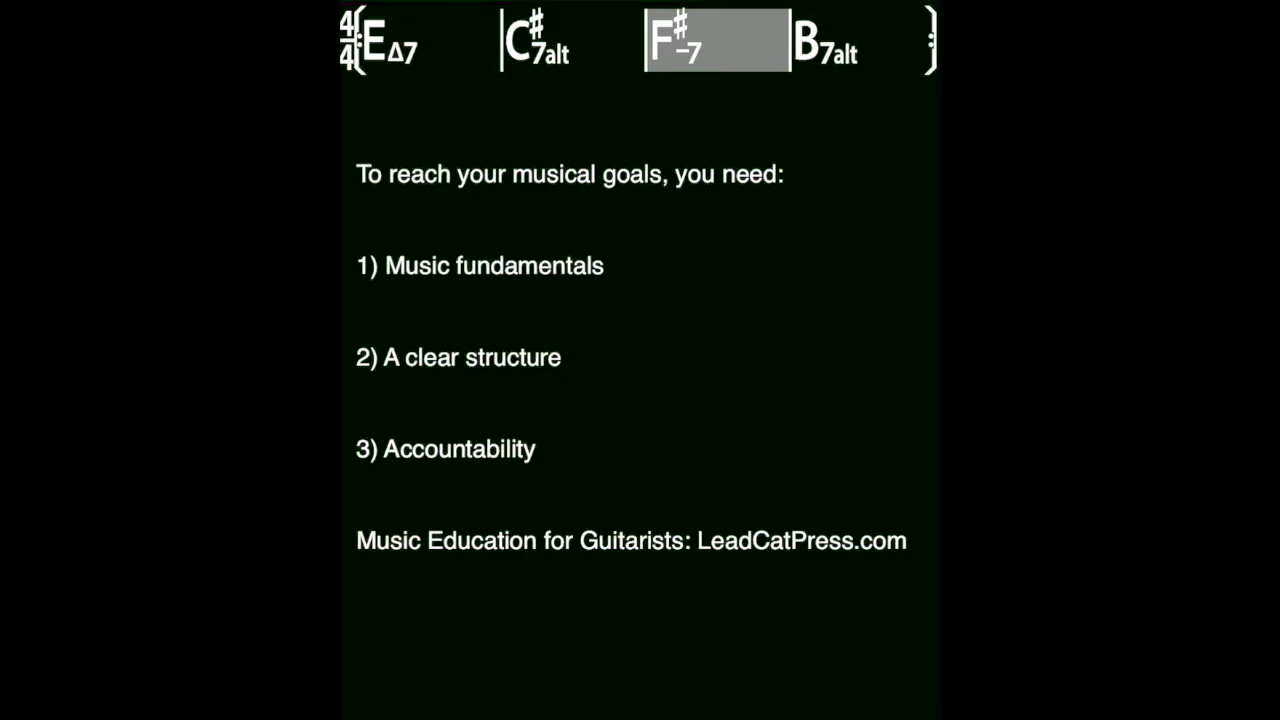 4/4 EΔ7 C♯7alt F♯–7 B7alt
To reach your musical goals, you need:
1) Music fundamentals
2) A clear structure
3) Accountability
Music Education for Guitarists: LeadCatPress.com